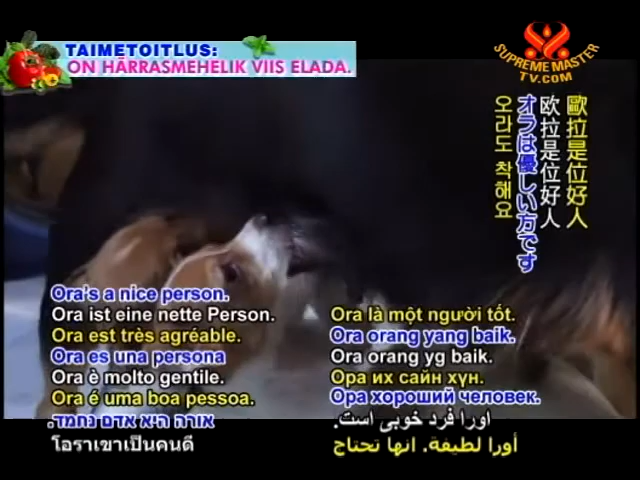 TAIMETOITLUS:
ON HÄRRASMEHELIK VIIS ELADA.
SUPREME MASTER
TV.COM
歐拉是位好人
欧拉是位好人
オラは優しい方です
오라도 착해요
Ora's a nice person.
Ora ist eine nette Person.
Ora est très agréable.
Ora es una persona
Ora è molto gentile.
Ora é uma boa pessoa.
אורה היא אדם נחמד.
โอราเขาเป็นคนดี
Ora là một người tốt.
Ora orang yang baik.
Ora orang yg baik.
Ора их сайн хүн.
Ора хороший человек.
اورا فرد خوبی است.
أورا لطيفة. انها تحتاج